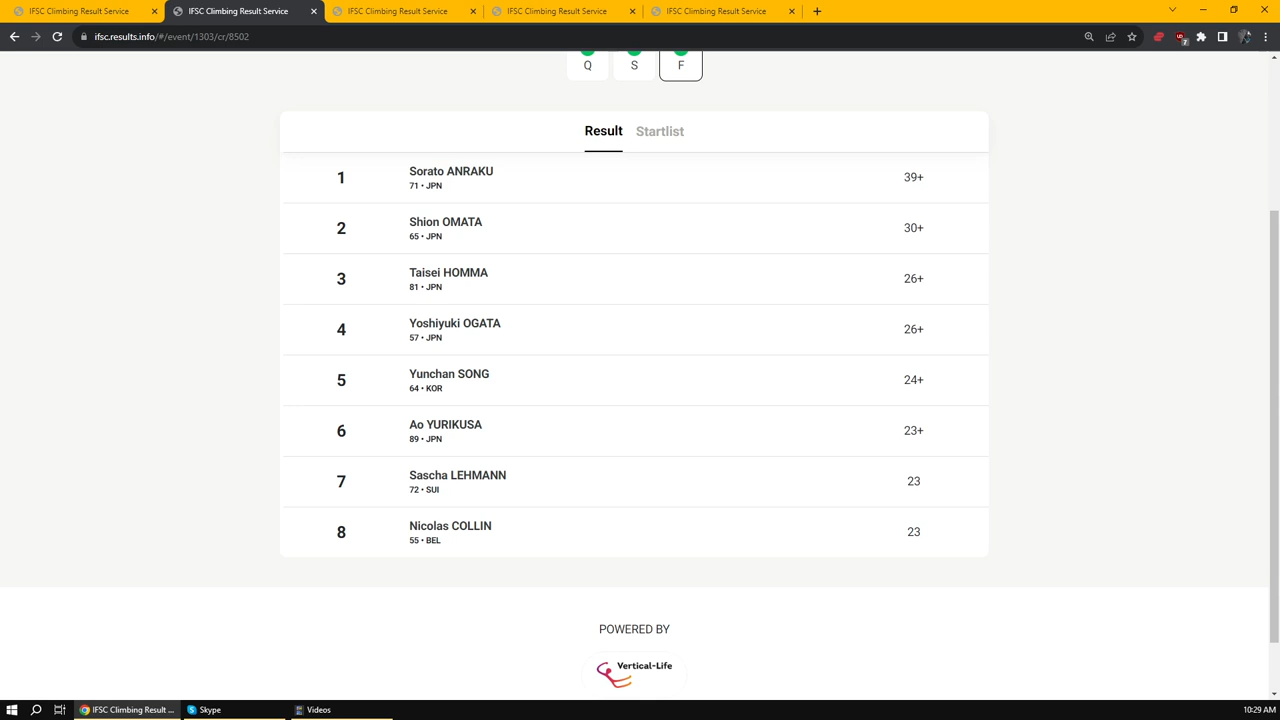 IFSC Climbing Result Service
IFSC Climbing Result Service
IFSC Climbing Result Service
IFSC Climbing Result Service
IFSC Climbing Result Service
ifsc.results.info/#/event/1303/cr/8502
7
Q S F
Result Startlist
1 Sorato ANRAKU 39+
71 • JPN
2 Shion OMATA 30+
65 • JPN
3 Taisei HOMMA 26+
81 • JPN
4 Yoshiyuki OGATA 26+
57 • JPN
5 Yunchan SONG 24+
64 • KOR
6 Ao YURIKUSA 23+
89 • JPN
7 Sascha LEHMANN 23
72 • SUI
8 Nicolas COLLIN 23
55 • BEL
POWERED BY
Vertical-Life
IFSC Climbing Result ... Skype Videos 10:29 AM